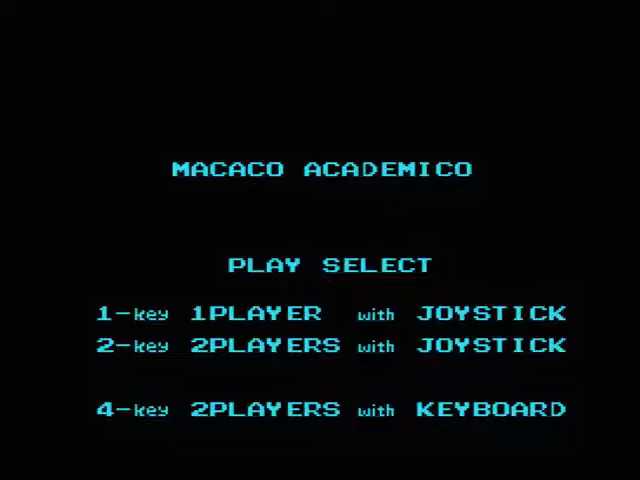 MACACO ACADEMICO
PLAY SELECT
1-key 1PLAYER with JOYSTICK
2-key 2PLAYERS with JOYSTICK
4-key 2PLAYERS with KEYBOARD